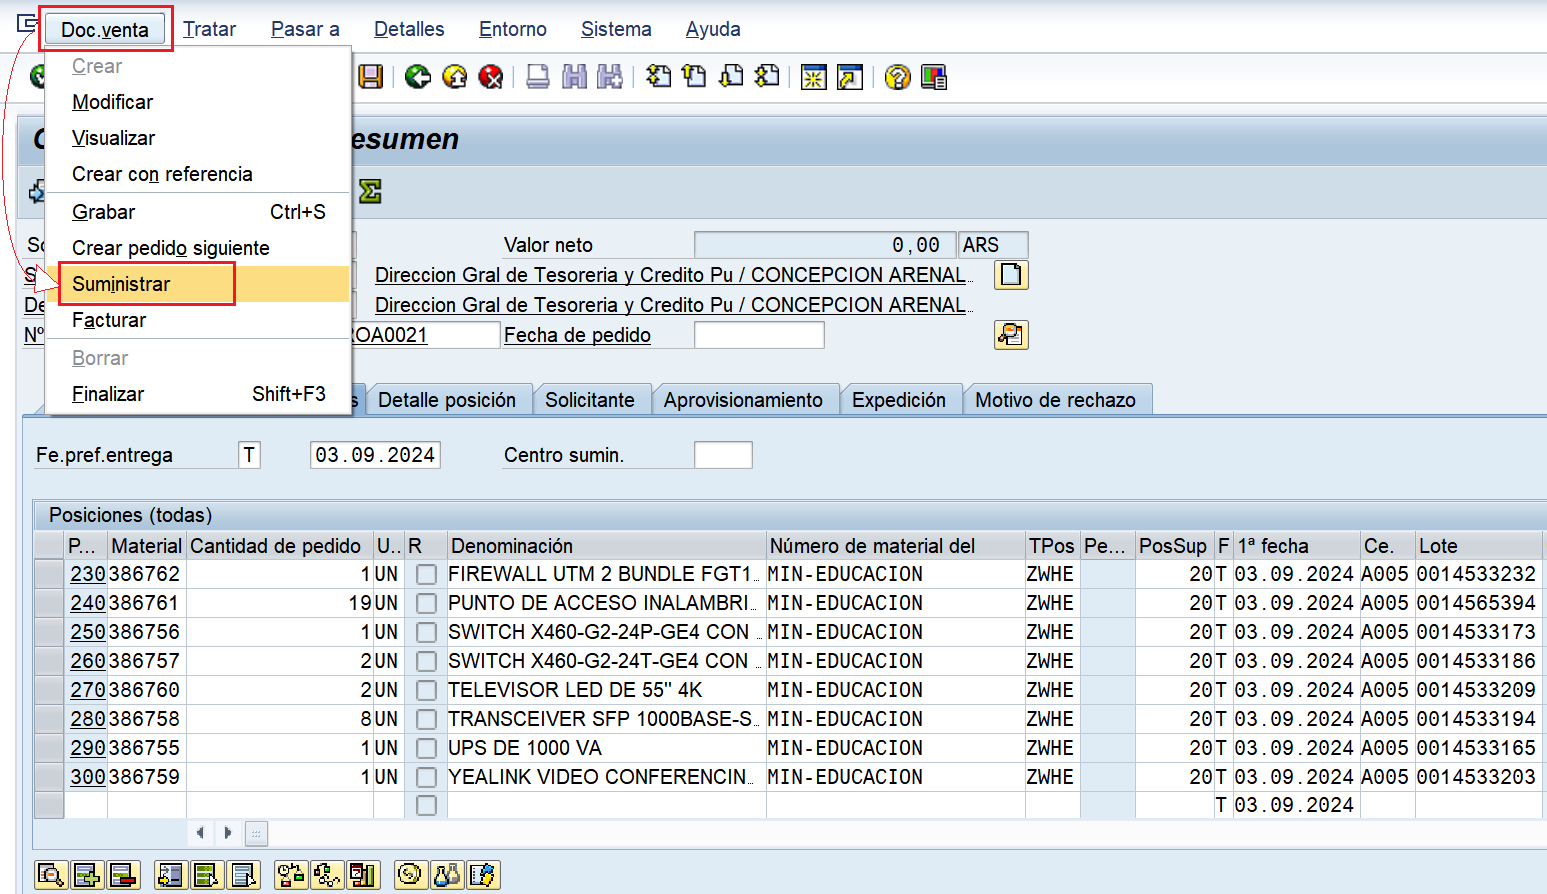 Doc.venta Tratar Pasar a Detalles Entorno Sistema Ayuda
Crear
Modificar
Visualizar
esumen
Crear con referencia
Grabar Ctrl+S
Crear pedido siguiente
Valor neto 0,00 ARS
Suministrar
Direccion Gral de Tesoreria y Credito Pu / CONCEPCION ARENAL...
Facturar
De Direccion Gral de Tesoreria y Credito Pu / CONCEPCION ARENAL...
Nº ROA0021 Fecha de pedido
Borrar
Finalizar Shift+F3
s Detalle posición Solicitante Aprovisionamiento Expedición Motivo de rechazo
Fe.pref.entrega T 03.09.2024 Centro sumin.
Posiciones (todas)
P... Material Cantidad de pedido U.. R Denominación Número de material del TPos Pe... PosSup F 1ª fecha Ce. Lote
230 386762 1 UN FIREWALL UTM 2 BUNDLE FGT1... MIN-EDUCACION ZWHE 20 T 03.09.2024 A005 0014533232
240 386761 19 UN PUNTO DE ACCESO INALAMBRI... MIN-EDUCACION ZWHE 20 T 03.09.2024 A005 0014565394
250 386756 1 UN SWITCH X460-G2-24P-GE4 CON ... MIN-EDUCACION ZWHE 20 T 03.09.2024 A005 0014533173
260 386757 2 UN SWITCH X460-G2-24T-GE4 CON ... MIN-EDUCACION ZWHE 20 T 03.09.2024 A005 0014533186
270 386760 2 UN TELEVISOR LED DE 55" 4K MIN-EDUCACION ZWHE 20 T 03.09.2024 A005 0014533209
280 386758 8 UN TRANSCEIVER SFP 1000BASE-S... MIN-EDUCACION ZWHE 20 T 03.09.2024 A005 0014533194
290 386755 1 UN UPS DE 1000 VA MIN-EDUCACION ZWHE 20 T 03.09.2024 A005 0014533165
300 386759 1 UN YEALINK VIDEO CONFERENCIN... MIN-EDUCACION ZWHE 20 T 03.09.2024 A005 0014533203
T 03.09.2024